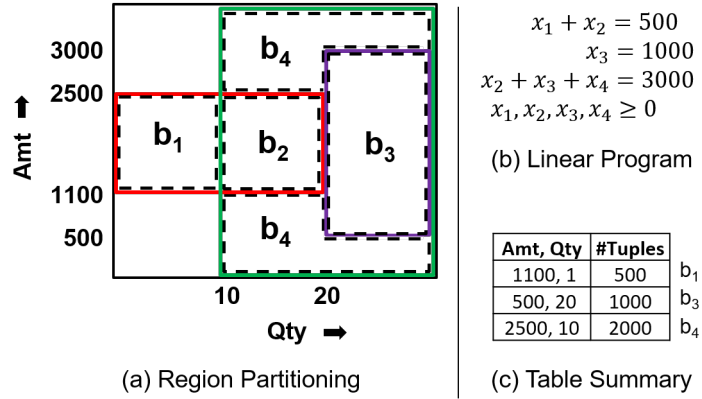 3000
2500
1100
500
Amt ➔
b4
b1
b2
b3
b4
10
20
Qty ➔
(a) Region Partitioning
x1 + x2 = 500
x3 = 1000
x2 + x3 + x4 = 3000
x1, x2, x3, x4 ≥ 0
(b) Linear Program
Amt, Qty #Tuples
1100, 1 500 b1
500, 20 1000 b3
2500, 10 2000 b4
(c) Table Summary